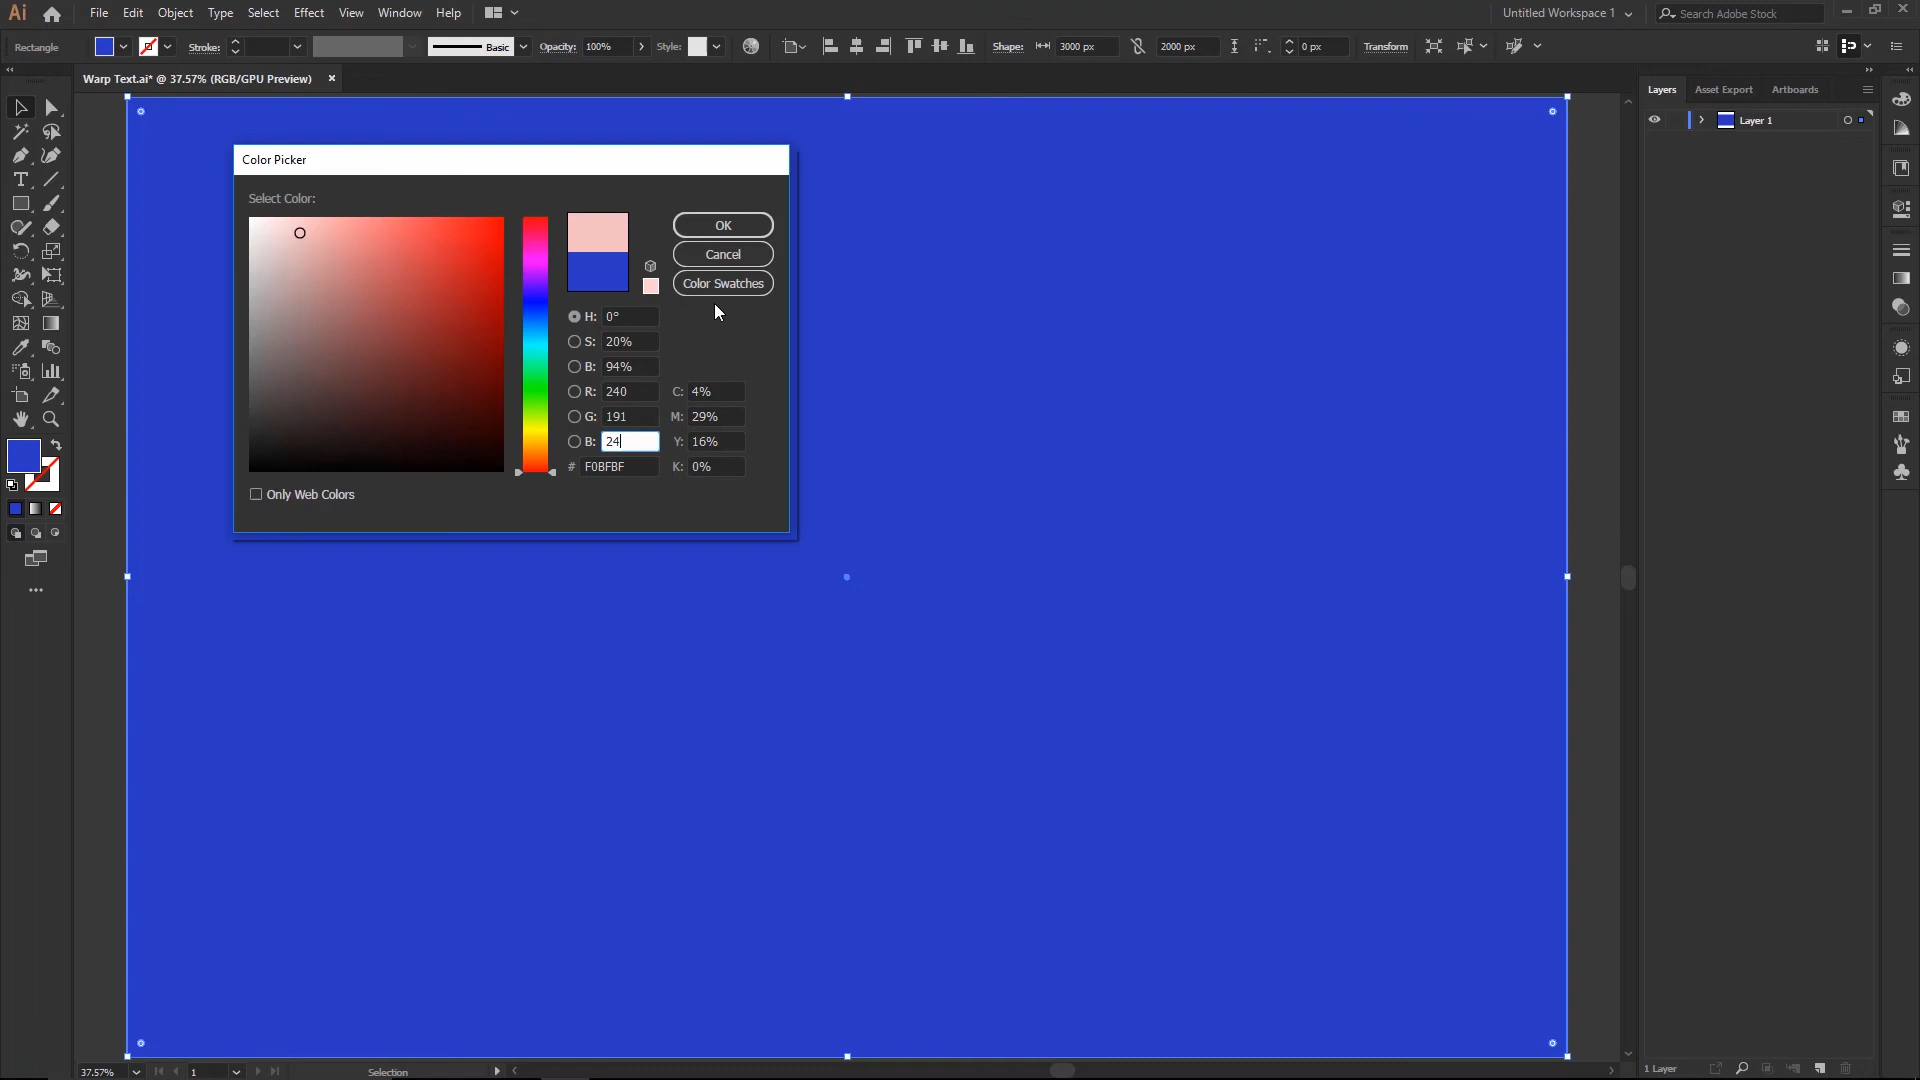 Ai File Edit Object Type Select Effect View Window Help Untitled Workspace 1 Search Adobe Stock
Rectangle Stroke: Basic Opacity: 100% Style: Shape: 3000 px 2000 px 0 px Transform
Warp Text.ai* @ 37.57% (RGB/GPU Preview) ×
Layers Asset Export Artboards
Layer 1
Color Picker
Select Color:
OK
Cancel
Color Swatches
H: 0°
S: 20%
B: 94%
R: 240 C: 4%
G: 191 M: 29%
B: 24 Y: 16%
# F0BFBF K: 0%
Only Web Colors
T
37.57% 1 Selection 1 Layer